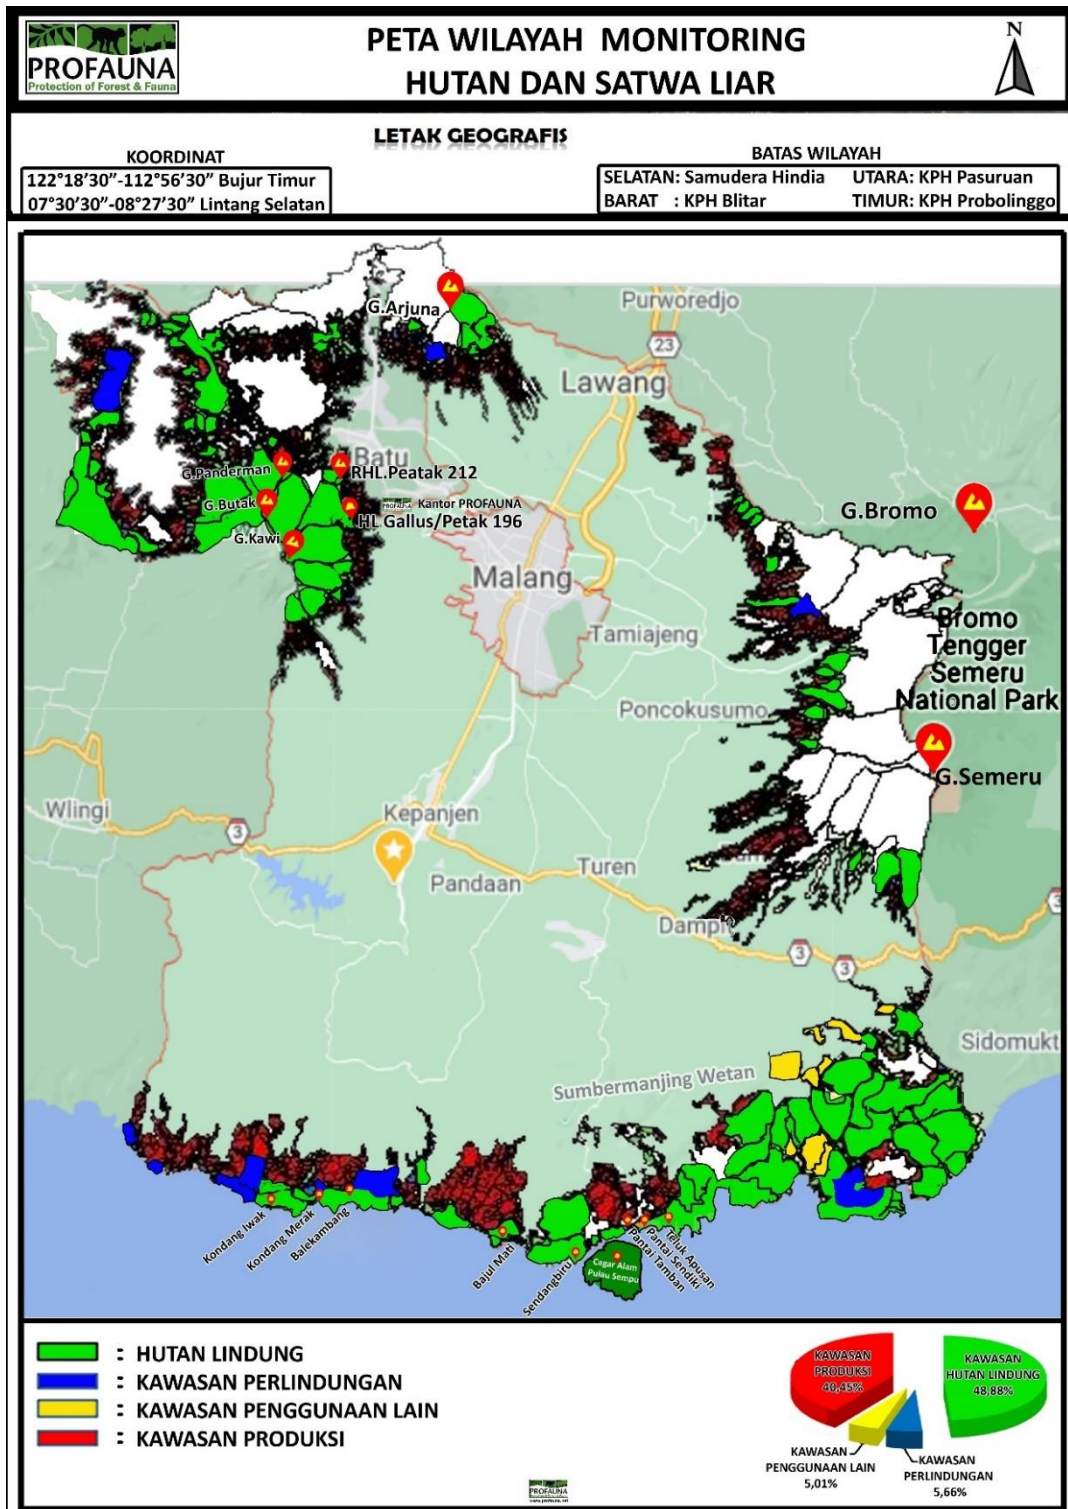 PROFAUNA
Protection of Forest & Fauna
PETA WILAYAH MONITORING
HUTAN DAN SATWA LIAR
N
LETAK GEOGRAFIS
KOORDINAT
122°18'30"-112°56'30" Bujur Timur
07°30'30"-08°27'30" Lintang Selatan
BATAS WILAYAH
SELATAN: Samudera Hindia UTARA: KPH Pasuruan
BARAT : KPH Blitar TIMUR: KPH Probolinggo
G.Arjuna
Purworedjo
23
Lawang
Batu
G.Panderman
RHL.Peatak 212
G.Butak
PROFAUNA Kantor PROFAUNA
HL Gallus/Petak 196
G.Kawi
G.Bromo
Malang
Tamiajeng
Bromo
Tengger
Semeru
National Park
Poncokusumo
G.Semeru
Wlingi
Kepanjen
3
Turen
Pandaan
Dampit
3
3
3
Sidomukt
Sumbermanjing Wetan
Kondang Iwak
Kondang Merak
Balekambang
Bajul Mati
Sendangbiru
Cagar Alam
Pulau Sempu
Pantai Tamban
Pantai Sendiki
Teluk Apusan
: HUTAN LINDUNG
: KAWASAN PERLINDUNGAN
: KAWASAN PENGGUNAAN LAIN
: KAWASAN PRODUKSI
KAWASAN
PRODUKSI
40,45%
KAWASAN
HUTAN LINDUNG
48,88%
KAWASAN
PENGGUNAAN LAIN
5,01%
KAWASAN
PERLINDUNGAN
5,66%
PROFAUNA
www.profauna.net